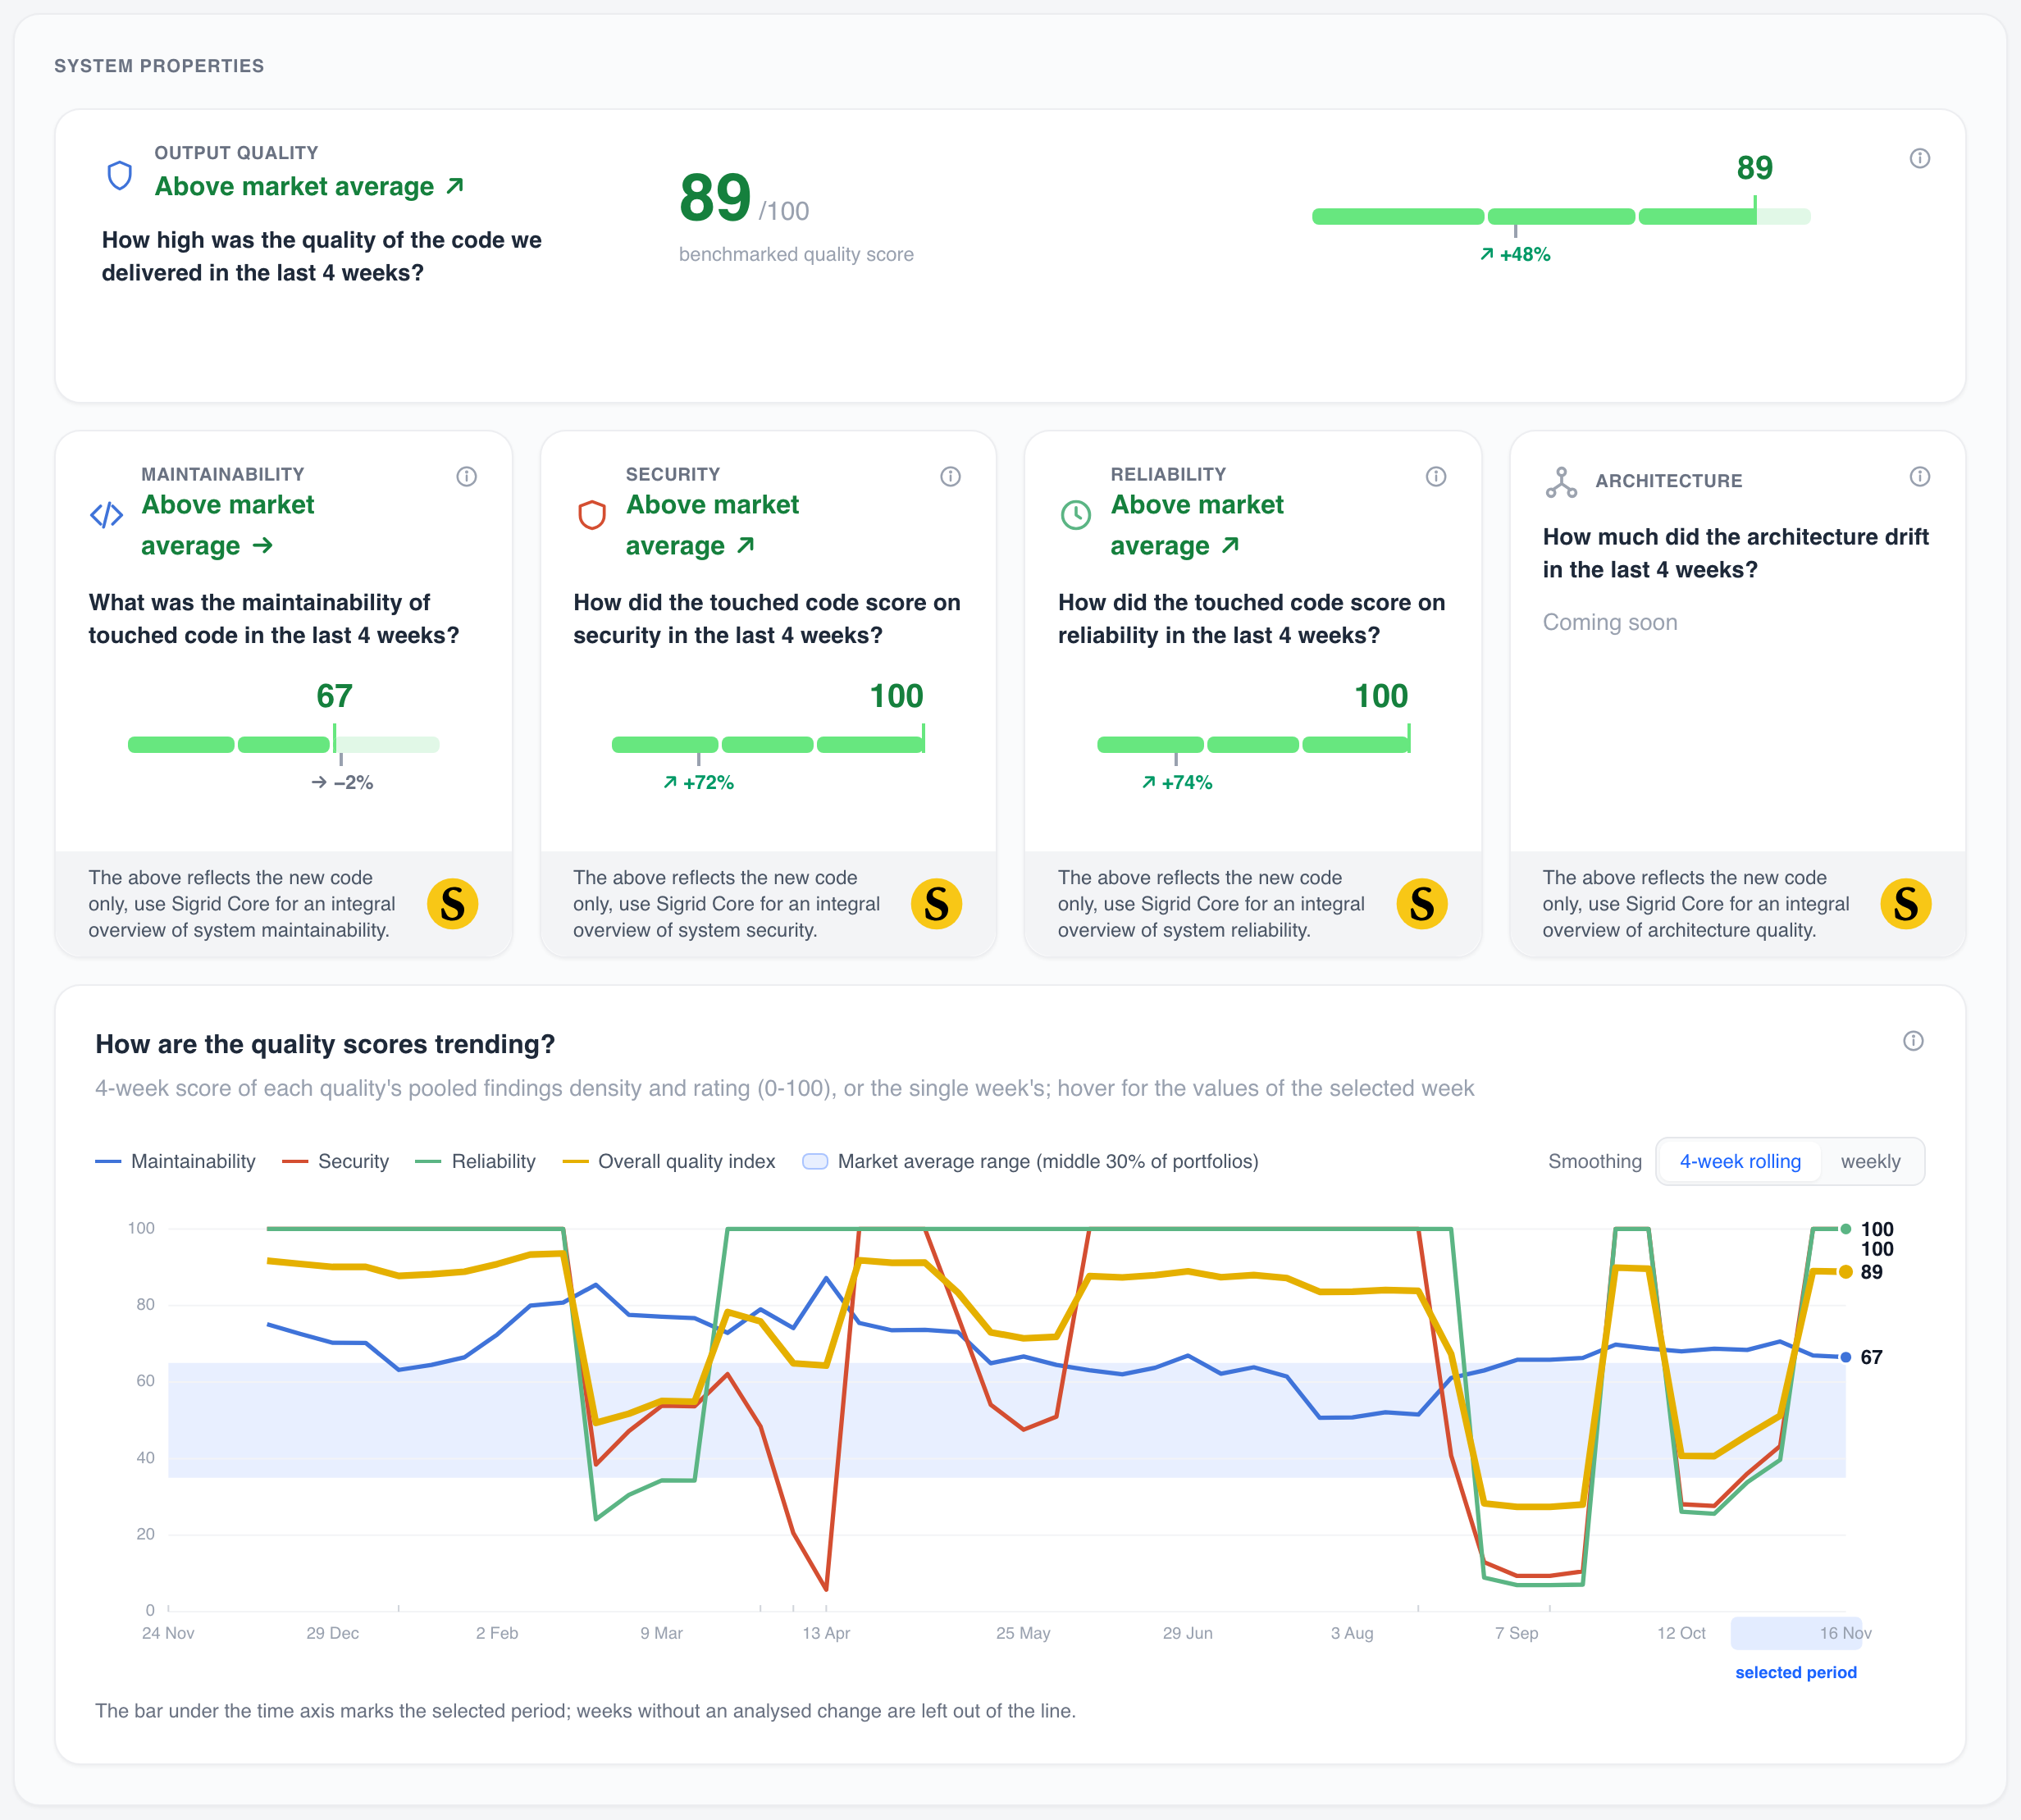 SYSTEM PROPERTIES
OUTPUT QUALITY
Above market average ↗
How high was the quality of the code we
delivered in the last 4 weeks?
89 /100
benchmarked quality score
89
↗ +48%
MAINTAINABILITY
Above market
average →
What was the maintainability of
touched code in the last 4 weeks?
67
→ −2%
The above reflects the new code
only, use Sigrid Core for an integral
overview of system maintainability.
S
SECURITY
Above market
average ↗
How did the touched code score on
security in the last 4 weeks?
100
↗ +72%
The above reflects the new code
only, use Sigrid Core for an integral
overview of system security.
S
RELIABILITY
Above market
average ↗
How did the touched code score on
reliability in the last 4 weeks?
100
↗ +74%
The above reflects the new code
only, use Sigrid Core for an integral
overview of system reliability.
S
ARCHITECTURE
How much did the architecture drift
in the last 4 weeks?
Coming soon
The above reflects the new code
only, use Sigrid Core for an integral
overview of architecture quality.
S
How are the quality scores trending?
4-week score of each quality's pooled findings density and rating (0-100), or the single week's; hover for the values of the selected week
Maintainability Security Reliability Overall quality index Market average range (middle 30% of portfolios)
Smoothing 4-week rolling weekly
100
80
60
40
20
0
100
100
89
67
24 Nov 29 Dec 2 Feb 9 Mar 13 Apr 25 May 29 Jun 3 Aug 7 Sep 12 Oct 16 Nov
selected period
The bar under the time axis marks the selected period; weeks without an analysed change are left out of the line.